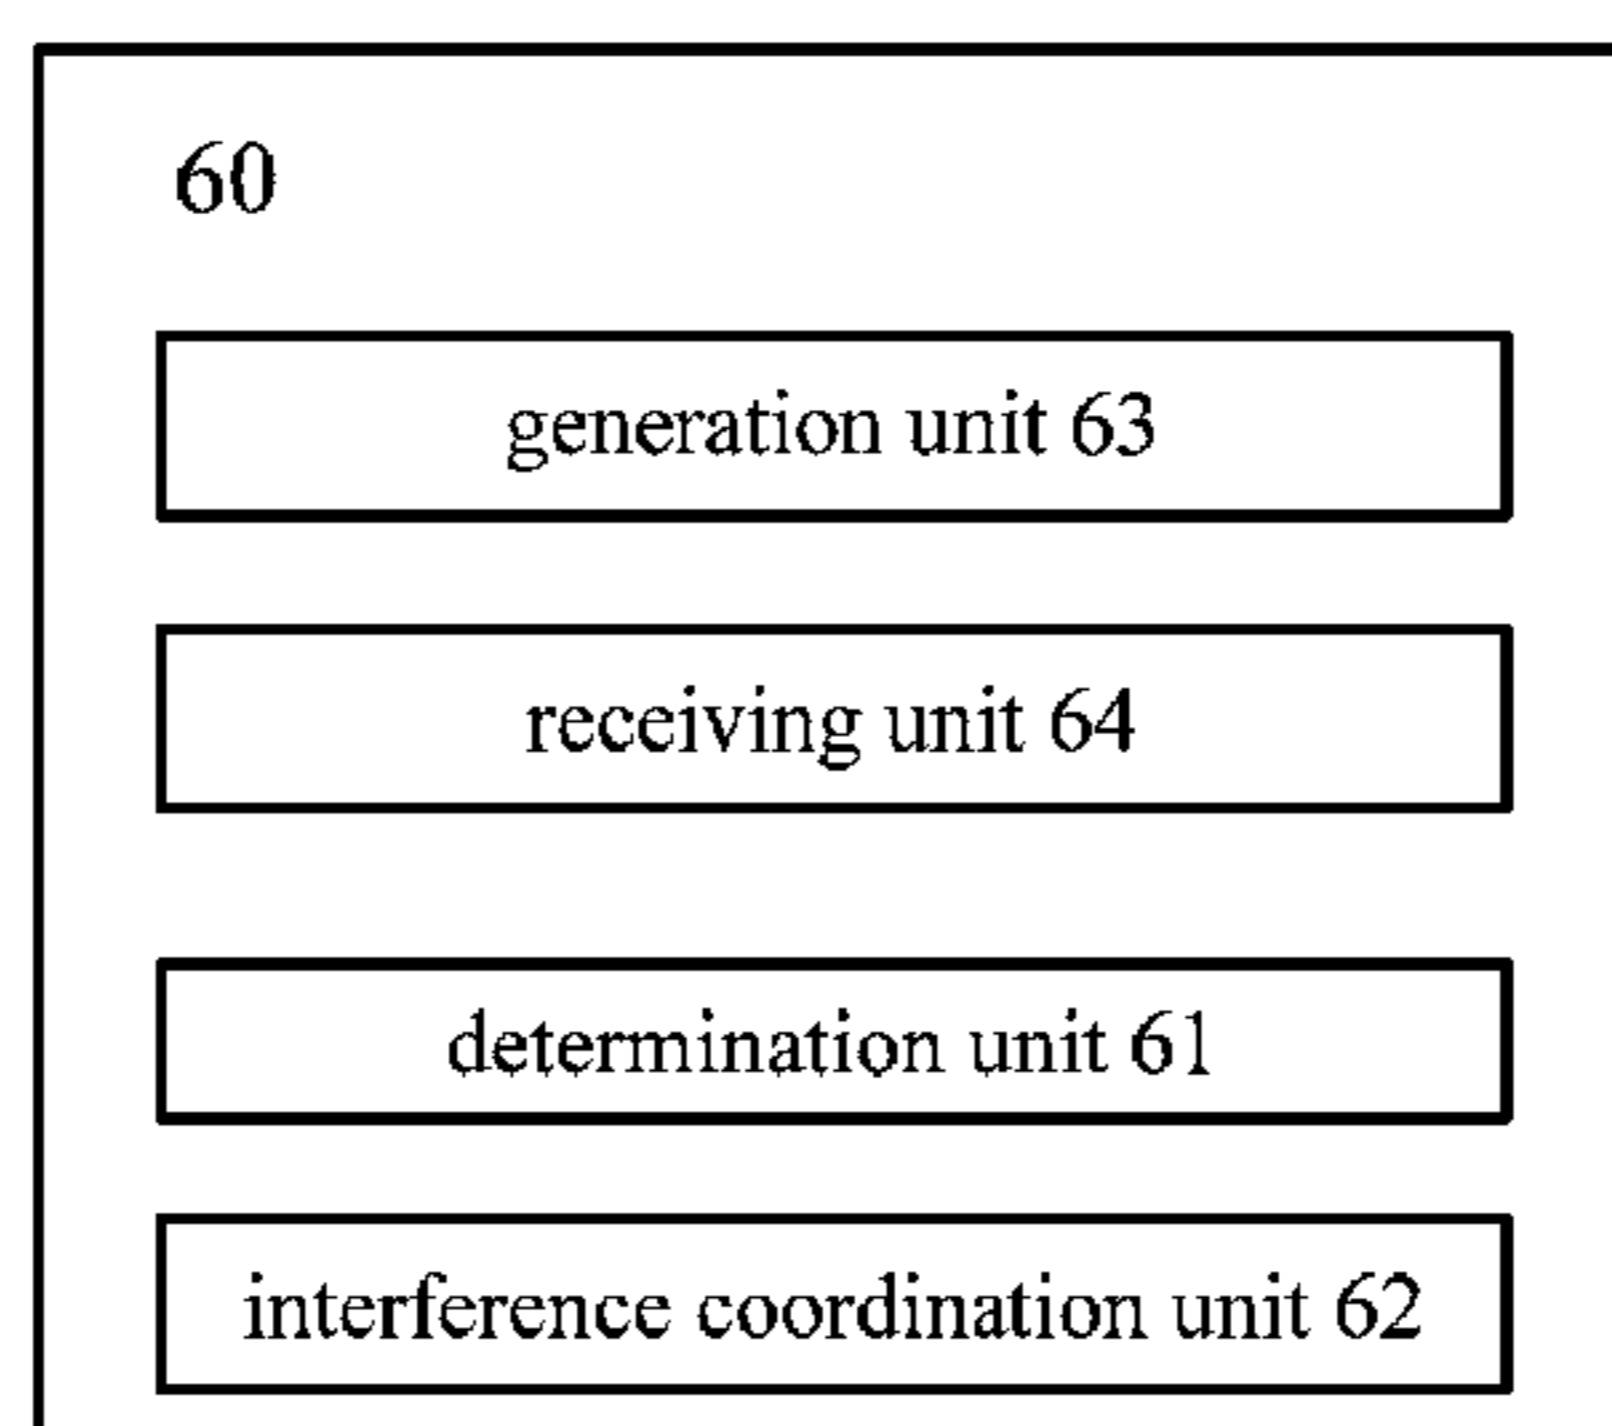 60
generation unit 63
receiving unit 64
determination unit 61
interference coordination unit 62